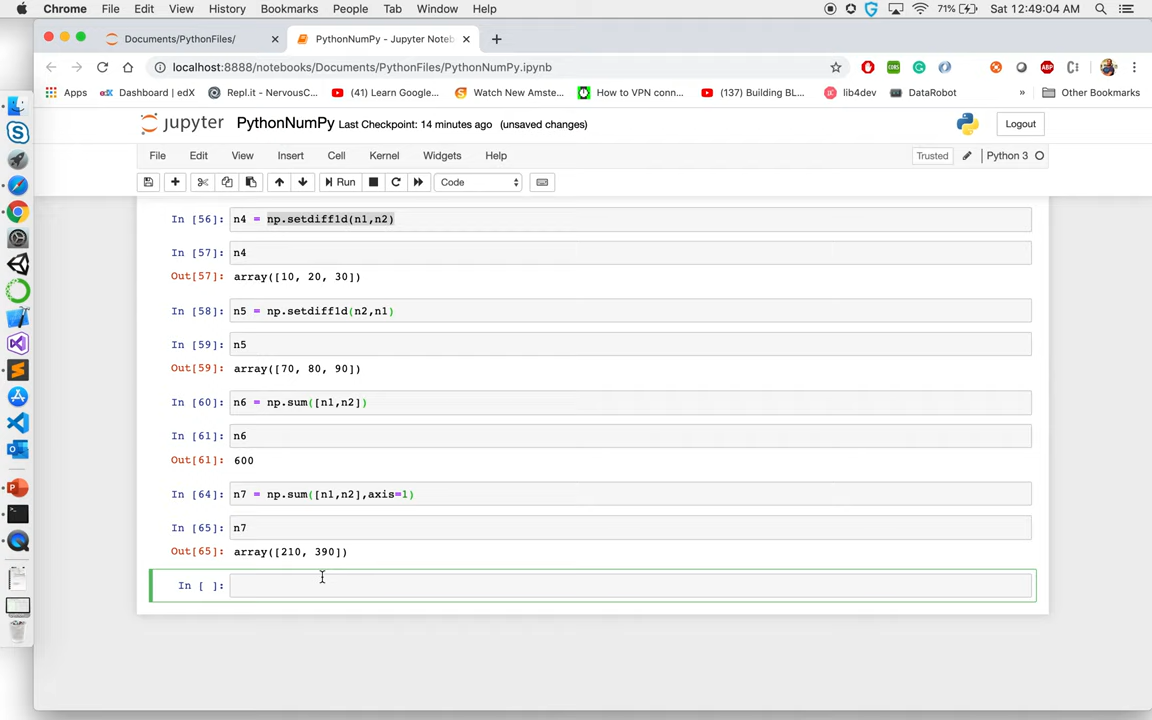 Chrome File Edit View History Bookmarks People Tab Window Help 71% Sat 12:49:04 AM
Documents/PythonFiles/ PythonNumPy - Jupyter Noteb
localhost:8888/notebooks/Documents/PythonFiles/PythonNumPy.ipynb
Apps edX Dashboard | edX Repl.it - NervousC... (41) Learn Google... Watch New Amste... How to VPN conn... (137) Building BL... lib4dev DataRobot » Other Bookmarks
jupyter PythonNumPy Last Checkpoint: 14 minutes ago (unsaved changes) Logout
File Edit View Insert Cell Kernel Widgets Help Trusted Python 3
Run Code
In [56]: n4 = np.setdiff1d(n1,n2)
In [57]: n4
Out[57]: array([10, 20, 30])
In [58]: n5 = np.setdiff1d(n2,n1)
In [59]: n5
Out[59]: array([70, 80, 90])
In [60]: n6 = np.sum([n1,n2])
In [61]: n6
Out[61]: 600
In [64]: n7 = np.sum([n1,n2],axis=1)
In [65]: n7
Out[65]: array([210, 390])
In [ ]: